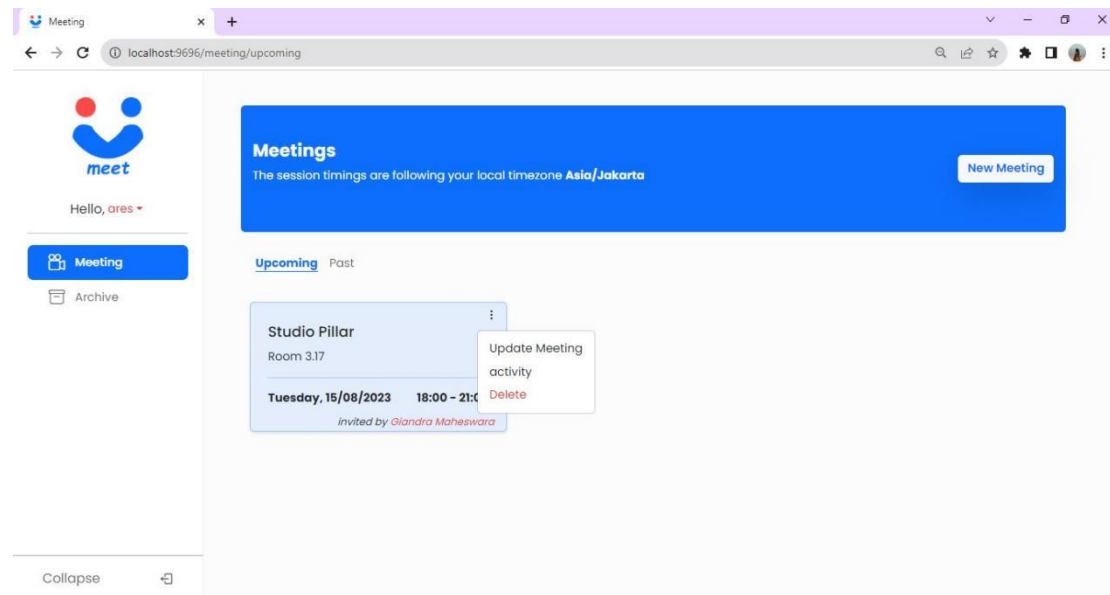 Meeting
localhost:9696/meeting/upcoming
meet
Hello, ares
Meeting
Archive
Collapse
Meetings
The session timings are following your local timezone Asia/Jakarta
New Meeting
Upcoming Past
Studio Pillar
Room 3.17
Tuesday, 15/08/2023 18:00 - 21:0
invited by Giandra Maheswara
Update Meeting
activity
Delete